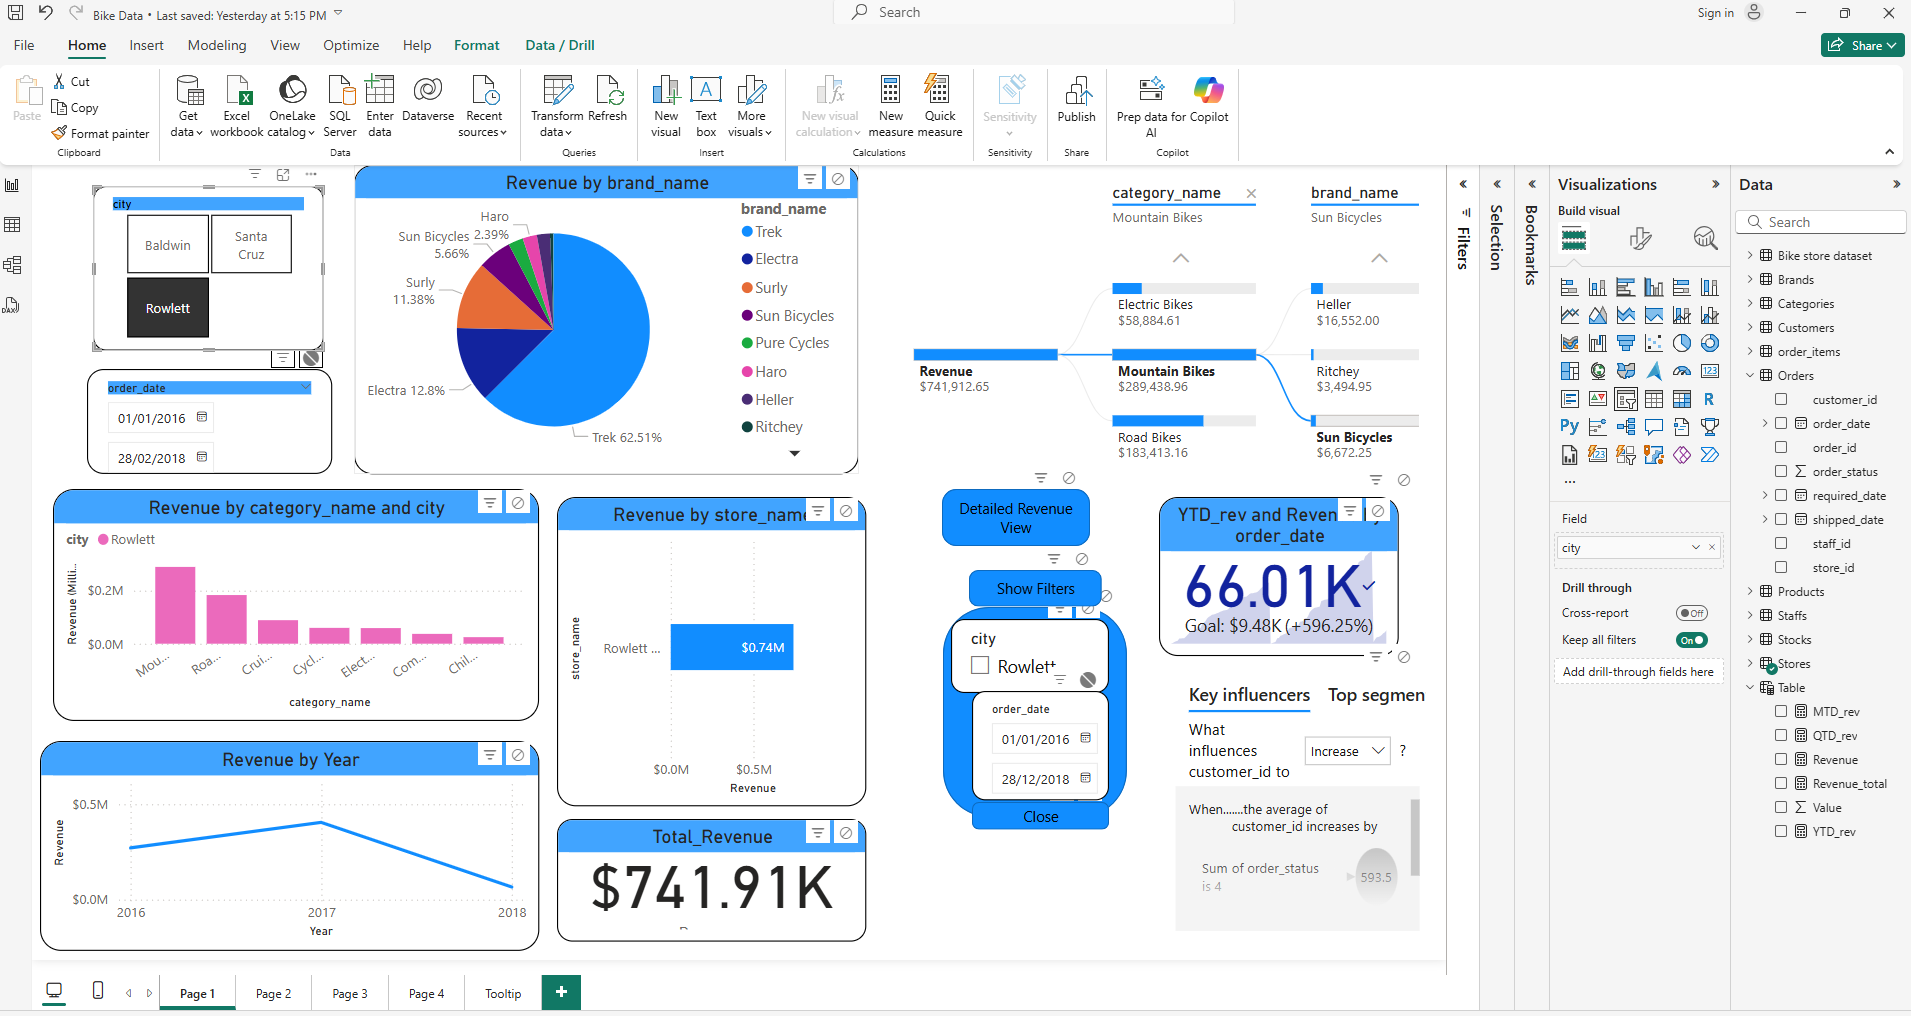 Bike Data • Last saved: Yesterday at 5:15 PM
Search
Sign in
File
Home
Insert
Modeling
View
Optimize
Help
Format
Data / Drill
Share
Paste
Cut
Copy
Format painter
Clipboard
Get data
Excel workbook
OneLake catalog
SQL Server
Enter data
Dataverse
Recent sources
Data
Transform data
Refresh
Queries
New visual
Text box
More visuals
Insert
New visual calculation
New measure
Quick measure
Calculations
Sensitivity
Sensitivity
Publish
Share
Prep data for AI
Copilot
Copilot
city
Baldwin
Santa
Cruz
Rowlett
order_date
01/01/2016
28/02/2018
Revenue by brand_name
Haro
2.39%
Sun Bicycles
5.66%
Surly
11.38%
Electra 12.8%
Trek 62.51%
brand_name
Trek
Electra
Surly
Sun Bicycles
Pure Cycles
Haro
Heller
Ritchey
category_name
Mountain Bikes
brand_name
Sun Bicycles
Revenue
$741,912.65
Electric Bikes
$58,884.61
Mountain Bikes
$289,438.96
Road Bikes
$183,413.16
Heller
$16,552.00
Ritchey
$3,494.95
Sun Bicycles
$6,672.25
Revenue by category_name and city
city Rowlett
Revenue (Milli...
$0.2M
$0.0M
Mou...
Roa...
Crui...
Cycl...
Elect...
Com...
Chil...
category_name
Revenue by store_name
store_name
Rowlett ...
$0.74M
$0.0M
$0.5M
Revenue
Detailed Revenue
View
Show Filters
city
Rowlett
order_date
01/01/2016
28/12/2018
Close
YTD_rev and Reven y
order_date
66.01K
Goal: $9.48K (+596.25%)
Key influencers
Top segmen
What
influences
customer_id to
Increase
?
When.......the average of
customer_id increases by
Sum of order_status
is 4
593.5
Revenue by Year
Revenue
$0.5M
$0.0M
2016
2017
2018
Year
Total_Revenue
$741.91K
Page 1
Page 2
Page 3
Page 4
Tooltip
+
Filters
Selection
Bookmarks
Visualizations
Build visual
123
R
Py
123
...
Field
city
Drill through
Cross-report
Off
Keep all filters
On
Add drill-through fields here
Data
Search
Bike store dataset
Brands
Categories
Customers
order_items
Orders
customer_id
order_date
order_id
order_status
required_date
shipped_date
staff_id
store_id
Products
Staffs
Stocks
Stores
Table
MTD_rev
QTD_rev
Revenue
Revenue_total
Value
YTD_rev
DAX